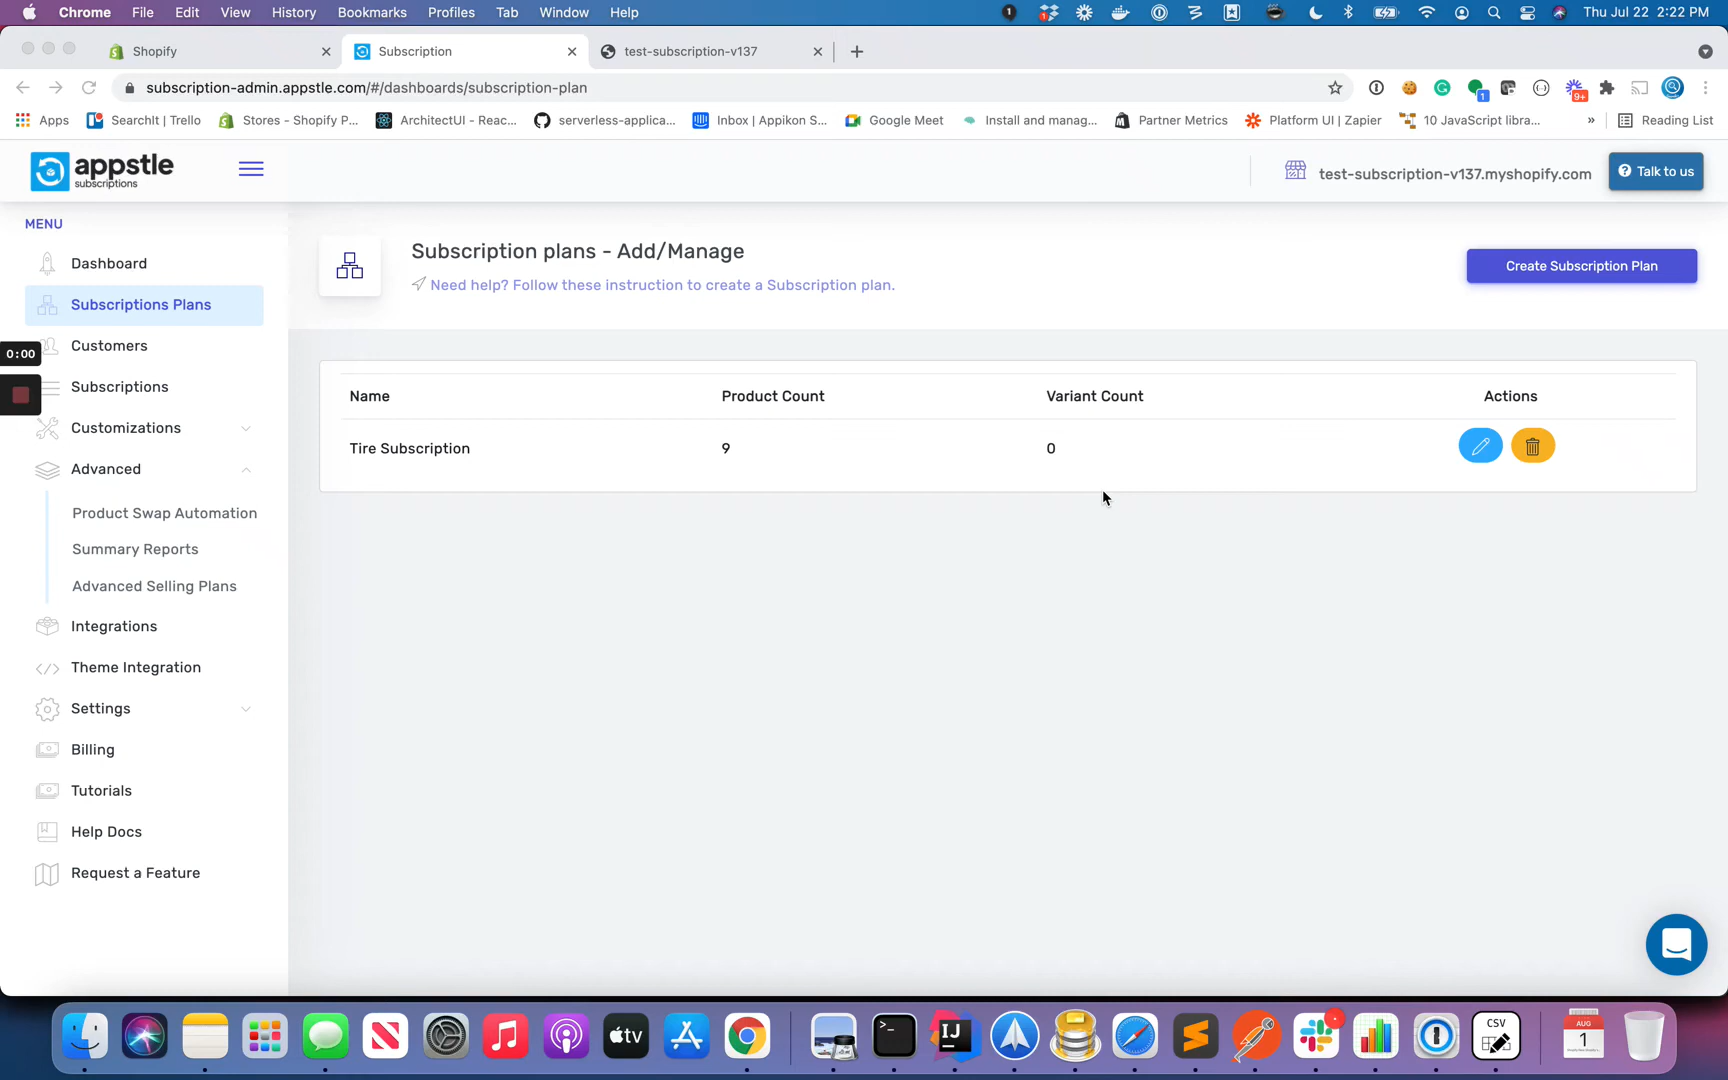 Chrome File Edit View History Bookmarks Profiles Tab Window Help Thu Jul 22 2:22 PM
Shopify Subscription test-subscription-v137
subscription-admin.appstle.com/#/dashboards/subscription-plan
Apps SearchIt | Trello Stores - Shopify P... ArchitectUI - Reac... serverless-applica... Inbox | Appikon S... Google Meet Install and manag... Partner Metrics Platform UI | Zapier 10 JavaScript libra... » Reading List
appstle
subscriptions
test-subscription-v137.myshopify.com
Talk to us
MENU
Dashboard
Subscriptions Plans
Customers
0:00
Subscriptions
Customizations
Advanced
Product Swap Automation
Summary Reports
Advanced Selling Plans
Integrations
Theme Integration
Settings
Billing
Tutorials
Help Docs
Request a Feature
Subscription plans - Add/Manage
Need help? Follow these instruction to create a Subscription plan.
Create Subscription Plan
Name Product Count Variant Count Actions
Tire Subscription 9 0
1
9+
tv
IJ
CSV
AUG
1